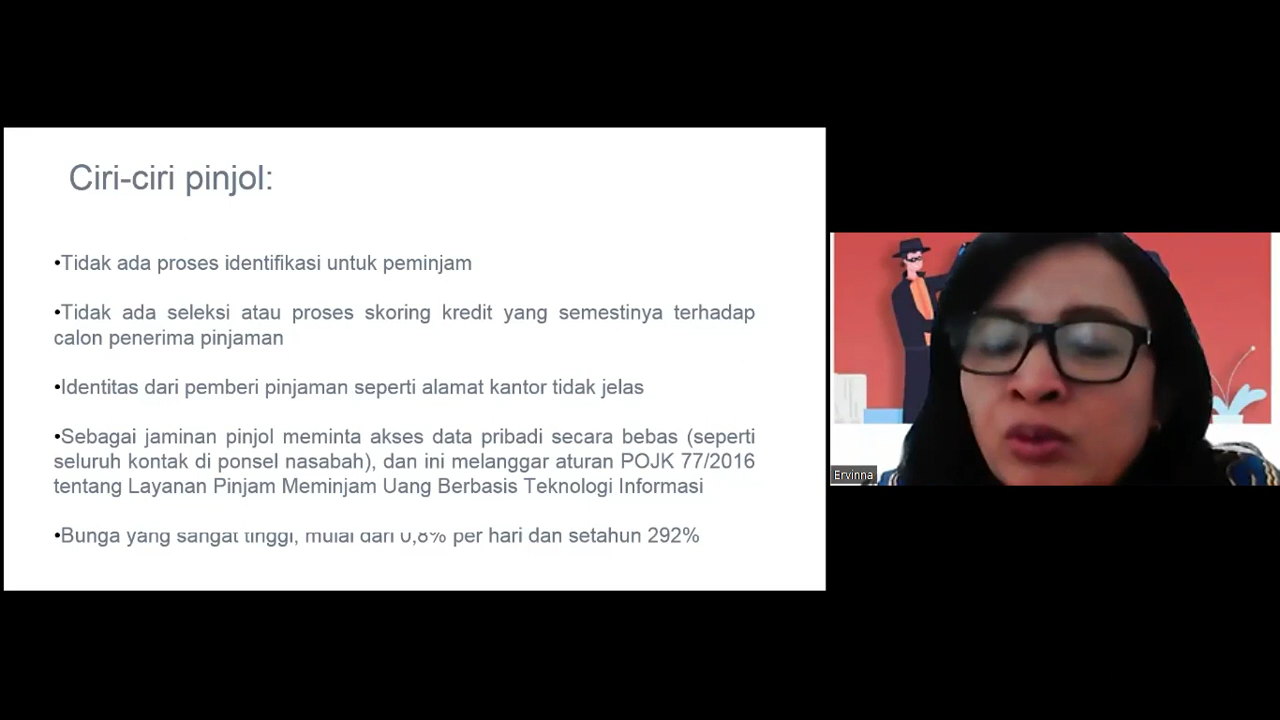 Ciri-ciri pinjol:
•Tidak ada proses identifikasi untuk peminjam
•Tidak ada seleksi atau proses skoring kredit yang semestinya terhadap
calon penerima pinjaman
•Identitas dari pemberi pinjaman seperti alamat kantor tidak jelas
•Sebagai jaminan pinjol meminta akses data pribadi secara bebas (seperti
seluruh kontak di ponsel nasabah), dan ini melanggar aturan POJK 77/2016
tentang Layanan Pinjam Meminjam Uang Berbasis Teknologi Informasi
•Bunga yang sangat tinggi, mulai dari 0,8% per hari dan setahun 292%
Ervinna